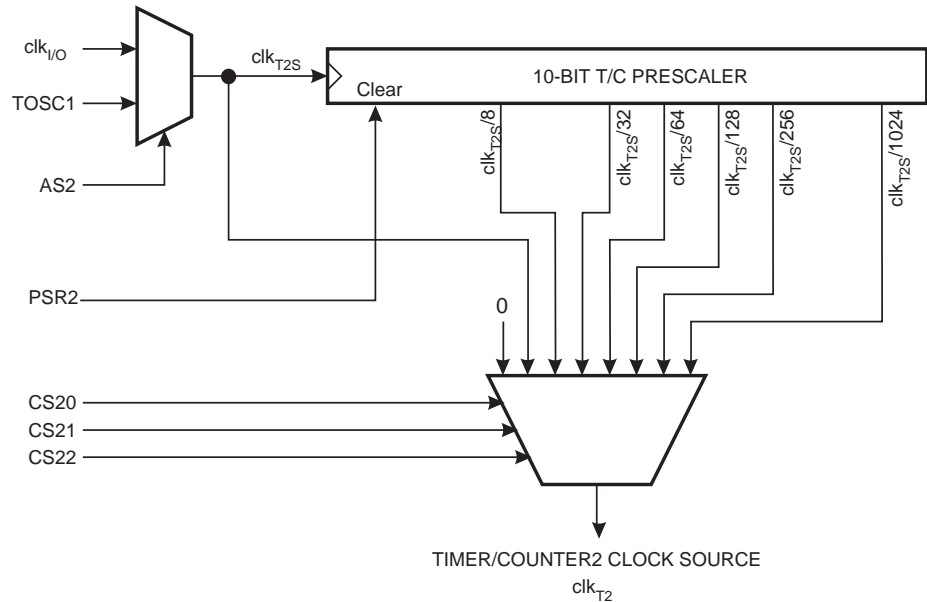 clkI/O
TOSC1
AS2
PSR2
clkT2S
10-BIT T/C PRESCALER
Clear
clkT2S/8
clkT2S/32
clkT2S/64
clkT2S/128
clkT2S/256
clkT2S/1024
0
CS20
CS21
CS22
TIMER/COUNTER2 CLOCK SOURCE
clkT2